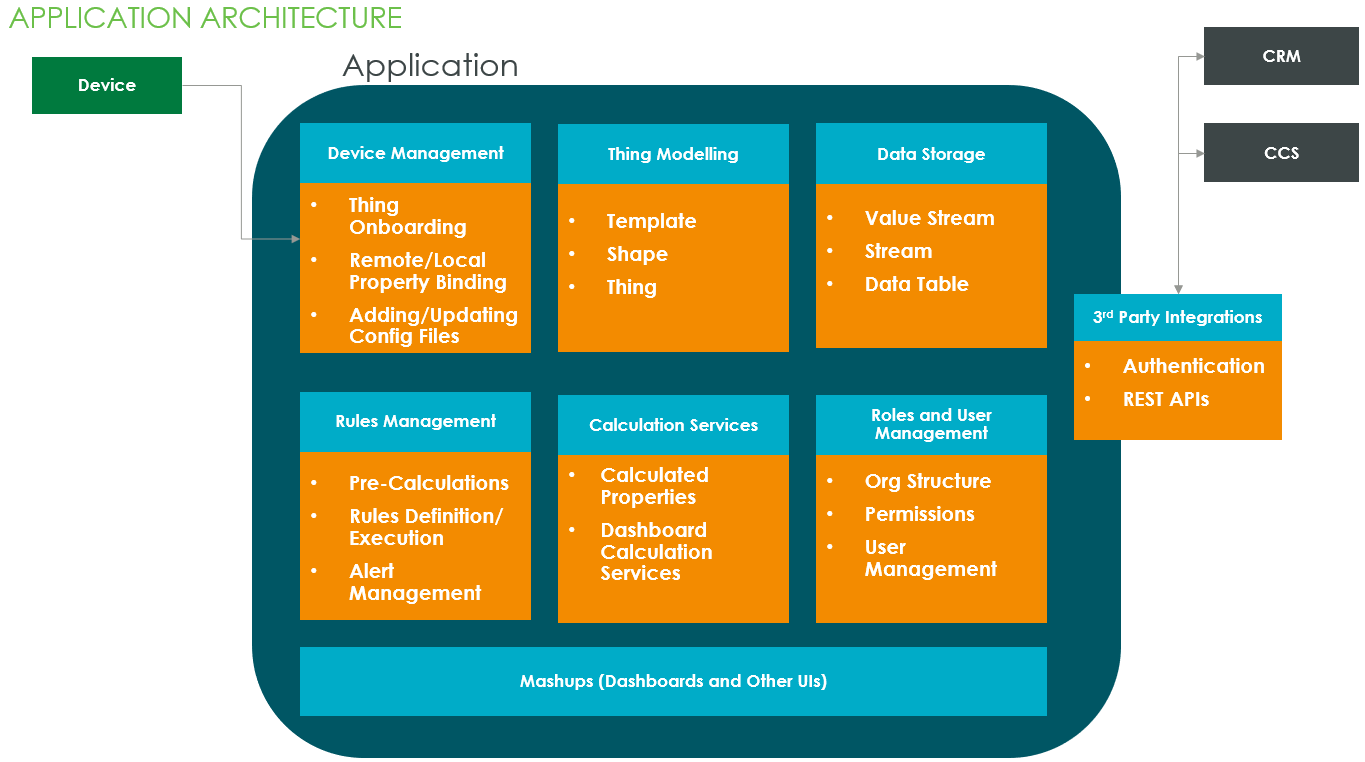 APPLICATION ARCHITECTURE
Application
Device
CRM
CCS
Device Management
• Thing
Onboarding
• Remote/Local
Property Binding
• Adding/Updating
Config Files
Thing Modelling
• Template
• Shape
• Thing
Data Storage
• Value Stream
• Stream
• Data Table
3rd Party Integrations
• Authentication
• REST APIs
Rules Management
• Pre-Calculations
• Rules Definition/
Execution
• Alert
Management
Calculation Services
• Calculated
Properties
• Dashboard
Calculation
Services
Roles and User
Management
• Org Structure
• Permissions
• User
Management
Mashups (Dashboards and Other UIs)